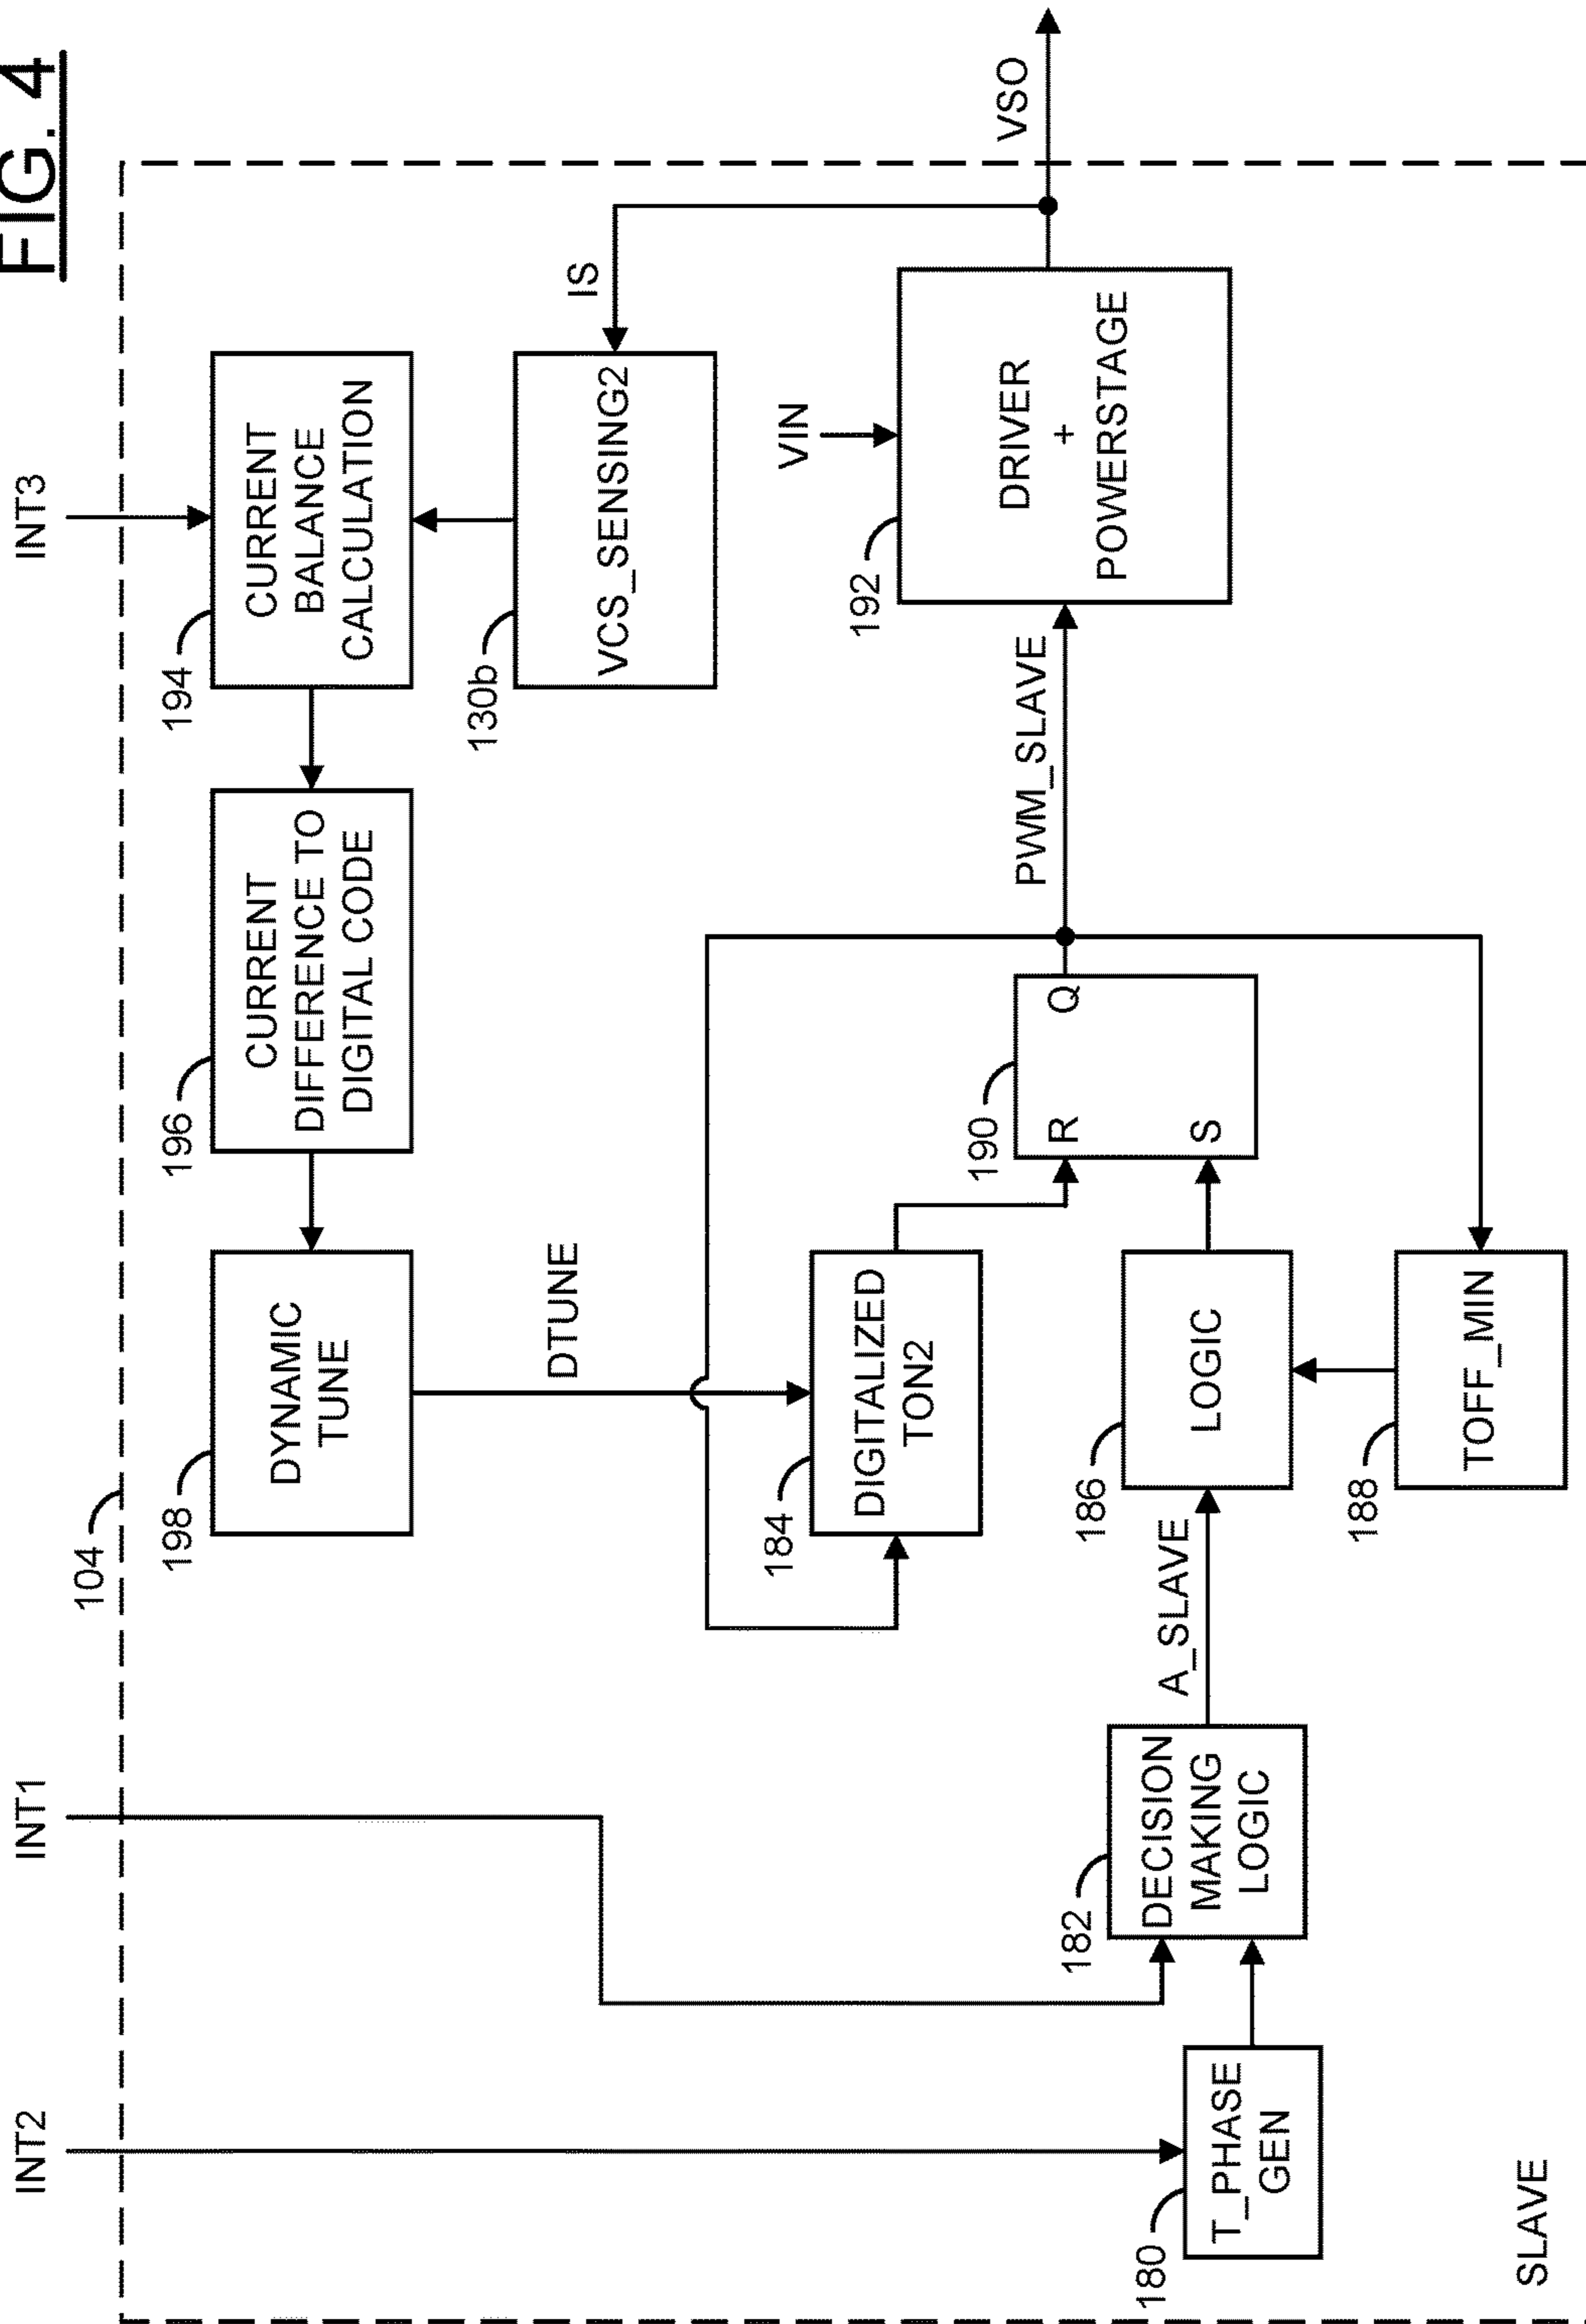 FIG. 4
INT2
INT1
INT3
104
198
DYNAMIC
TUNE
196
CURRENT
DIFFERENCE TO
DIGITAL CODE
194
CURRENT
BALANCE
CALCULATION
130b
VCS_SENSING2
IS
DTUNE
184
DIGITALIZED
TON2
190
R
Q
S
PWM_SLAVE
VIN
192
DRIVER
+
POWERSTAGE
VSO
180
T_PHASE
GEN
182
DECISION
MAKING
LOGIC
A_SLAVE
186
LOGIC
188
TOFF_MIN
SLAVE